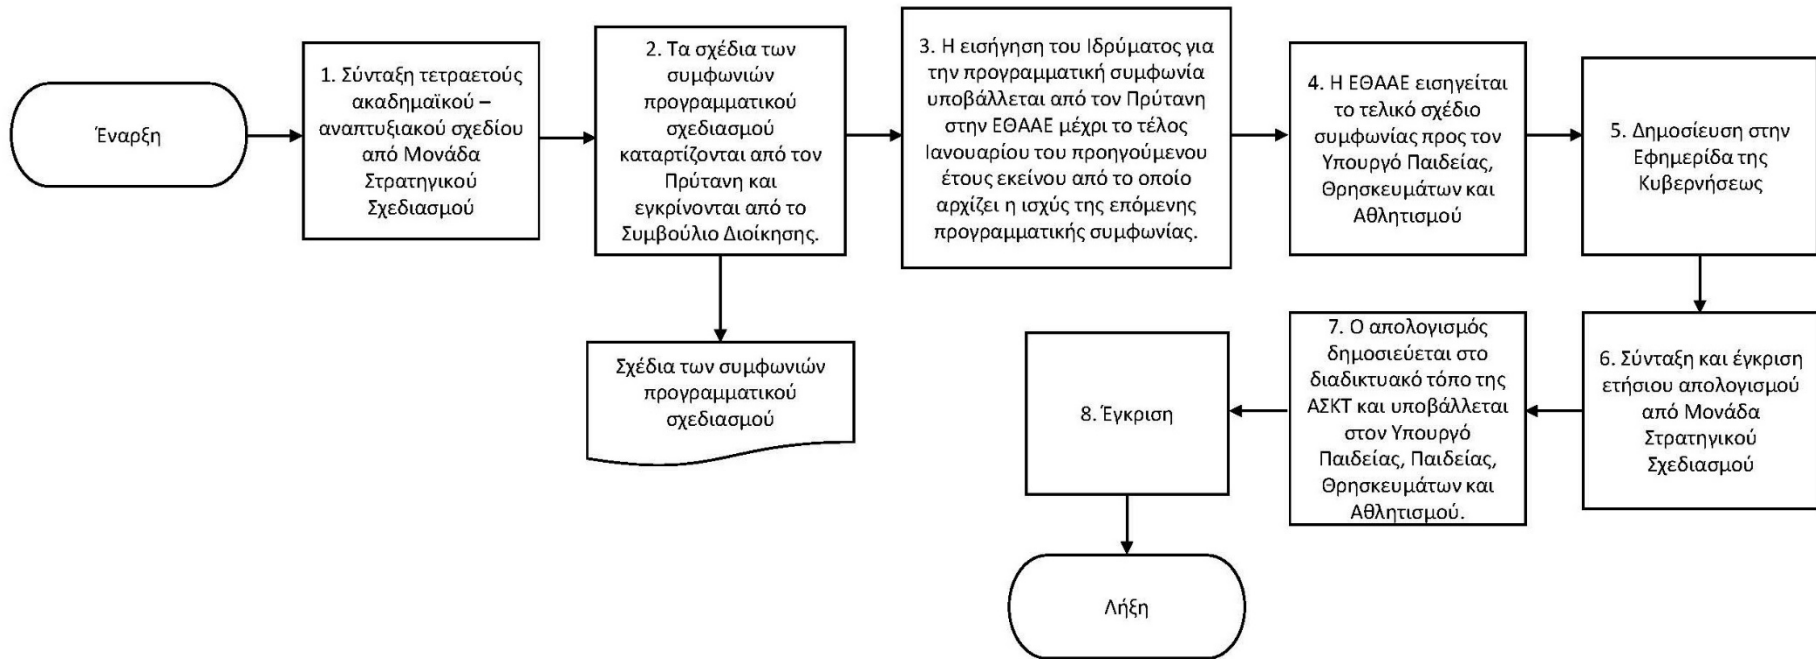 Έναρξη
1. Σύνταξη τετραετούς
ακαδημαϊκού –
αναπτυξιακού σχεδίου
από Μονάδα
Στρατηγικού
Σχεδιασμού
2. Τα σχέδια των
συμφωνιών
προγραμματικού
σχεδιασμού
καταρτίζονται από τον
Πρύτανη και
εγκρίνονται από το
Συμβούλιο Διοίκησης.
Σχέδια των συμφωνιών
προγραμματικού
σχεδιασμού
3. Η εισήγηση του Ιδρύματος για
την προγραμματική συμφωνία
υποβάλλεται από τον Πρύτανη
στην ΕΘΑΑΕ μέχρι το τέλος
Ιανουαρίου του προηγούμενου
έτους εκείνου από το οποίο
αρχίζει η ισχύς της επόμενης
προγραμματικής συμφωνίας.
4. Η ΕΘΑΑΕ εισηγείται
το τελικό σχέδιο
συμφωνίας προς τον
Υπουργό Παιδείας,
Θρησκευμάτων και
Αθλητισμού
5. Δημοσίευση στην
Εφημερίδα της
Κυβερνήσεως
6. Σύνταξη και έγκριση
ετήσιου απολογισμού
από Μονάδα
Στρατηγικού
Σχεδιασμού
7. Ο απολογισμός
δημοσιεύεται στο
διαδικτυακό τόπο της
ΑΣΚΤ και υποβάλλεται
στον Υπουργό
Παιδείας, Παιδείας,
Θρησκευμάτων και
Αθλητισμού.
8. Έγκριση
Λήξη